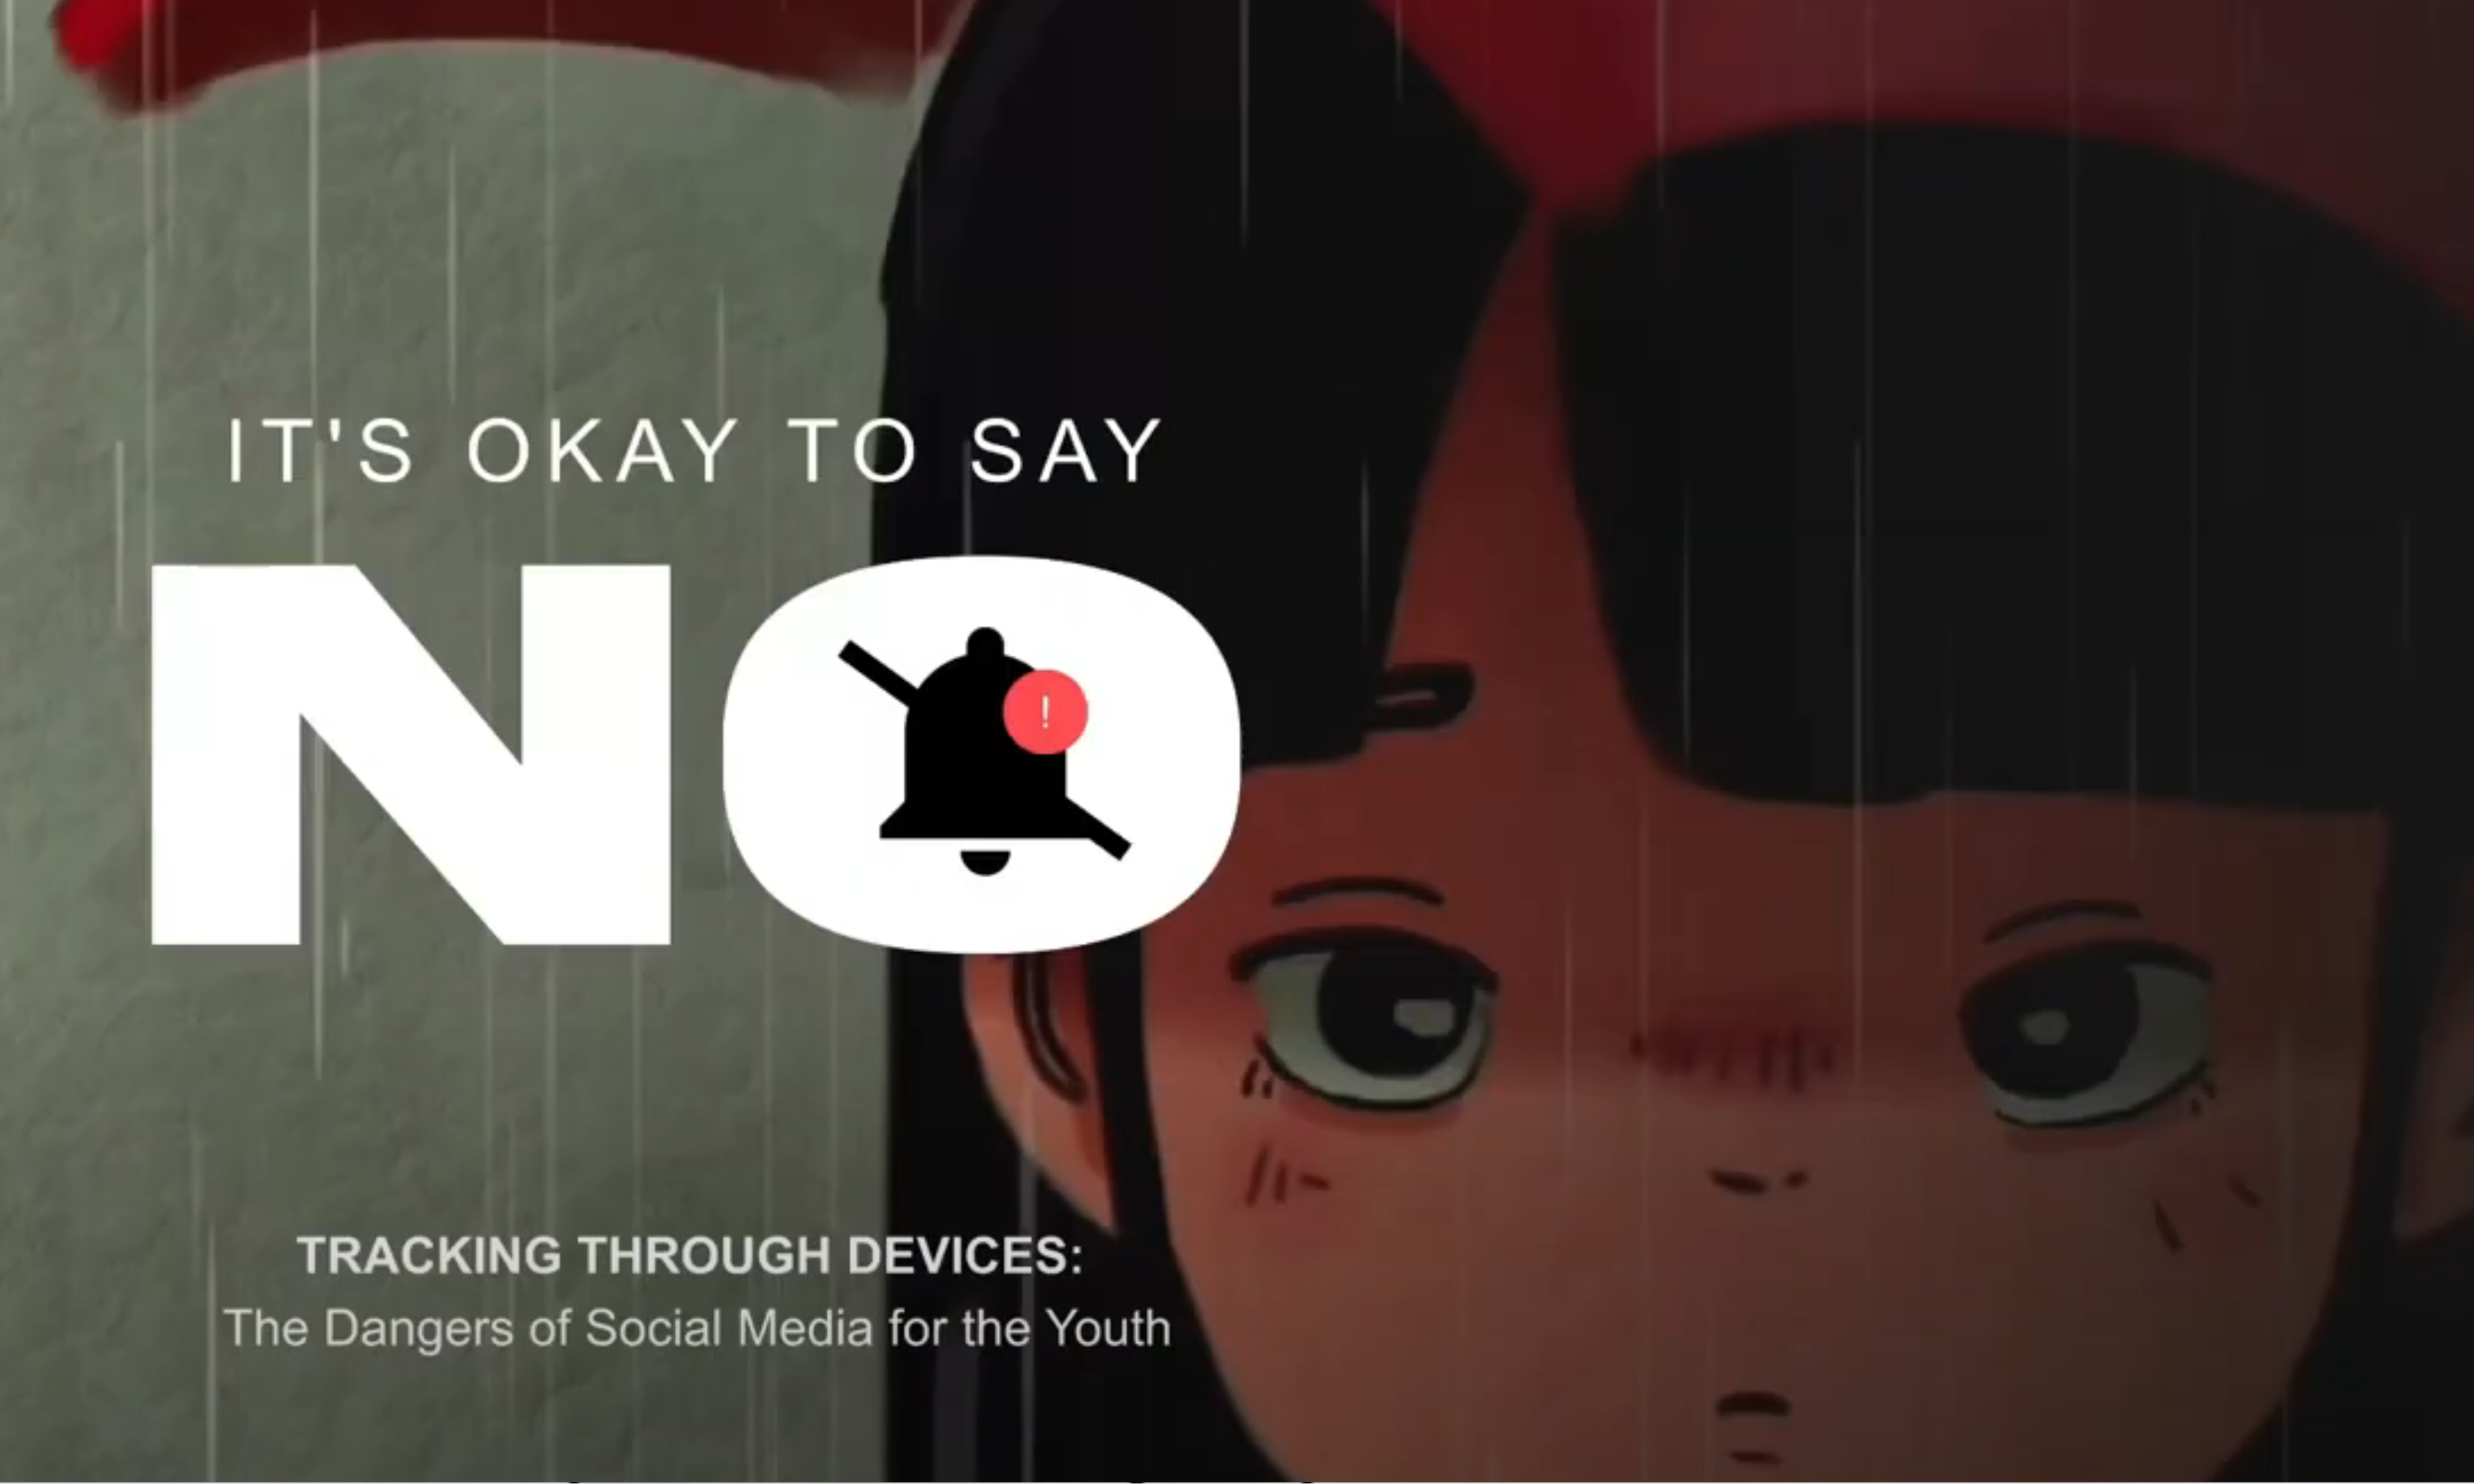 IT'S OKAY TO SAY
NO
!
TRACKING THROUGH DEVICES:
The Dangers of Social Media for the Youth